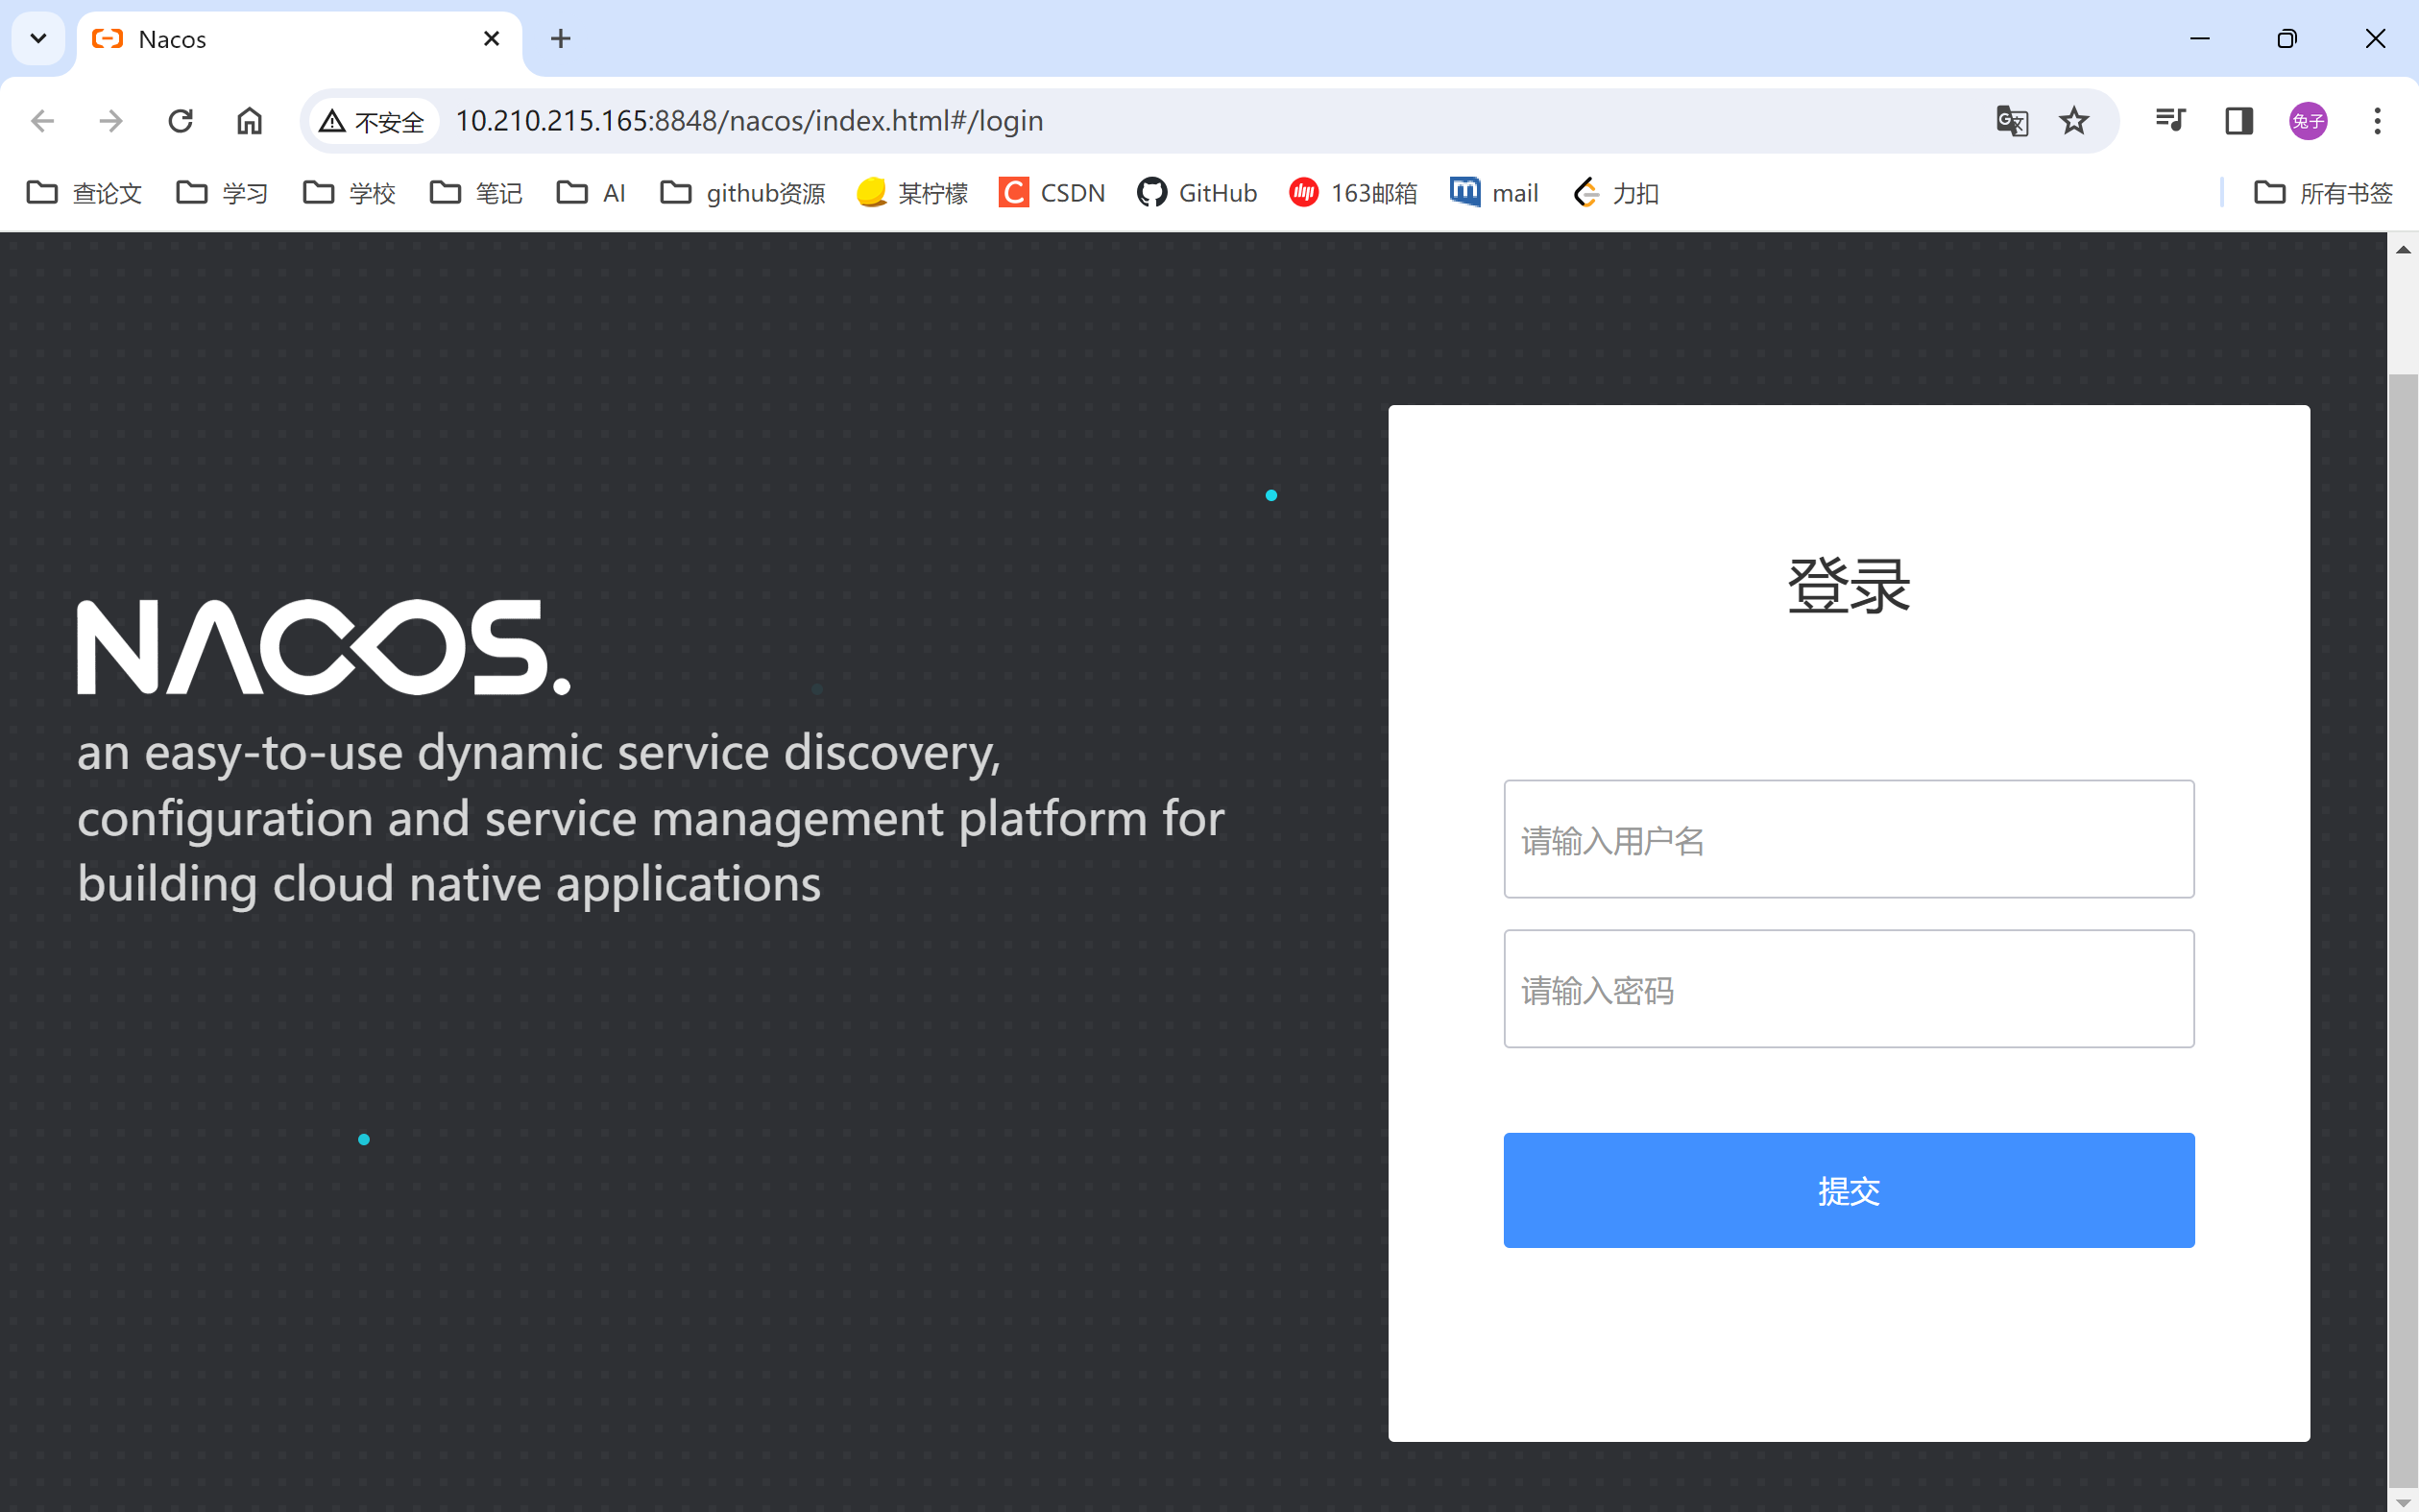 Nacos
不安全
10.210.215.165:8848/nacos/index.html#/login
兔子
查论文 学习 学校 笔记 AI github资源 某柠檬 CSDN GitHub 163邮箱 mail 力扣 所有书签
NACOS.
an easy-to-use dynamic service discovery,
configuration and service management platform for
building cloud native applications
登录
请输入用户名
请输入密码
提交